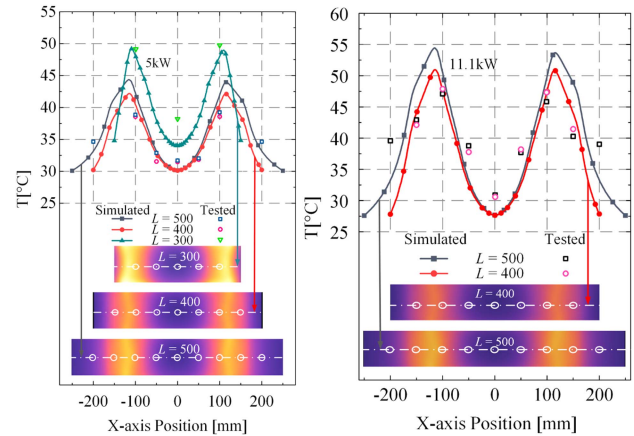 60
55
50
45
40
35
30
25
T[°C]
5kW
Simulated Tested
L = 500
L = 400
L = 300
L = 300
L = 400
L = 500
-200 -100 0 100 200
X-axis Position [mm]
60
55
50
45
40
35
30
25
T[°C]
11.1kW
Simulated Tested
L = 500
L = 400
L = 400
L = 500
-200 -100 0 100 200
X-axis Position [mm]